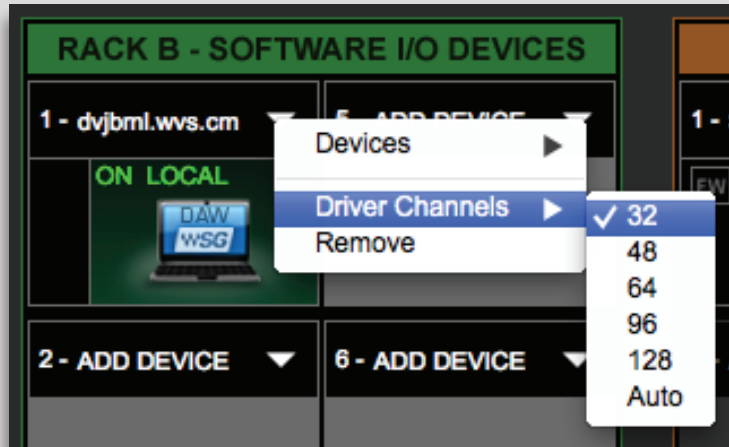 RACK B - SOFTWARE I/O DEVICES
1 - dvjbml.wvs.cm
5 - ADD DEVICE
1 -
ON LOCAL
DAW
WSG
Devices
Driver Channels
Remove
✓ 32
48
64
96
128
Auto
2 - ADD DEVICE
6 - ADD DEVICE